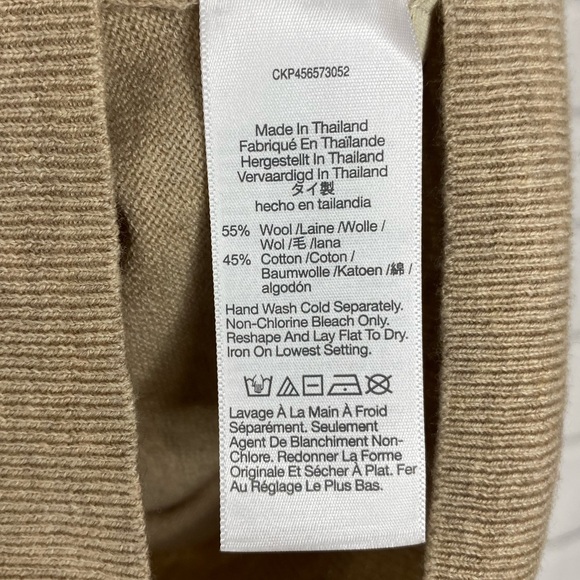 CKP456573052
Made In Thailand
Fabriqué En Thaïlande
Hergestellt In Thailand
Vervaardigd In Thailand
タイ製
hecho en tailandia
55% Wool /Laine /Wolle /
Wol /毛 /lana
45% Cotton /Coton /
Baumwolle /Katoen /綿 /
algodón
Hand Wash Cold Separately.
Non-Chlorine Bleach Only.
Reshape And Lay Flat To Dry.
Iron On Lowest Setting.
Lavage À La Main À Froid
Séparément. Seulement
Agent De Blanchiment Non-
Chlore. Redonner La Forme
Originale Et Sécher À Plat. Fer
Au Réglage Le Plus Bas.